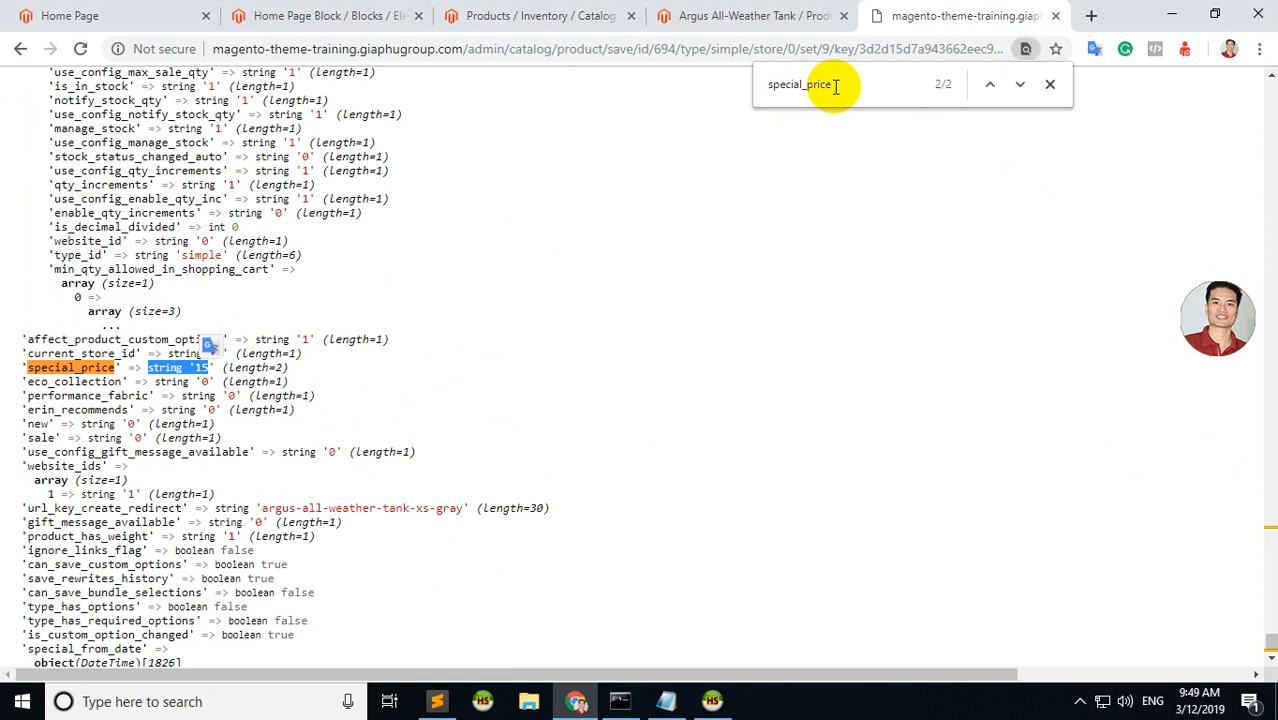 Home Page
Home Page Block / Blocks / Ele
Products / Inventory / Catalog
Argus All-Weather Tank / Prod
magento-theme-training.giaph
Not secure
magento-theme-training.giaphugroup.com/admin/catalog/product/save/id/694/type/simple/store/0/set/9/key/3d2d15d7a943662eec9...
special_price
2/2
'use_config_max_sale_qty' => string '1' (length=1)
'is_in_stock' => string '1' (length=1)
'notify_stock_qty' => string '1' (length=1)
'use_config_notify_stock_qty' => string '1' (length=1)
'manage_stock' => string '1' (length=1)
'use_config_manage_stock' => string '1' (length=1)
'stock_status_changed_auto' => string '0' (length=1)
'use_config_qty_increments' => string '1' (length=1)
'qty_increments' => string '1' (length=1)
'use_config_enable_qty_inc' => string '1' (length=1)
'enable_qty_increments' => string '0' (length=1)
'is_decimal_divided' => int 0
'website_id' => string '0' (length=1)
'type_id' => string 'simple' (length=6)
'min_qty_allowed_in_shopping_cart' =>
array (size=1)
0 =>
array (size=3)
...
'affect_product_custom_opti ' => string '1' (length=1)
'current_store_id' => string (length=1)
'special_price' => string '15' (length=2)
'eco_collection' => string '0' (length=1)
'performance_fabric' => string '0' (length=1)
'erin_recommends' => string '0' (length=1)
'new' => string '0' (length=1)
'sale' => string '0' (length=1)
'use_config_gift_message_available' => string '0' (length=1)
'website_ids' =>
array (size=1)
1 => string '1' (length=1)
'url_key_create_redirect' => string 'argus-all-weather-tank-xs-gray' (length=30)
'gift_message_available' => string '0' (length=1)
'product_has_weight' => string '1' (length=1)
'ignore_links_flag' => boolean false
'can_save_custom_options' => boolean true
'save_rewrites_history' => boolean true
'can_save_bundle_selections' => boolean false
'type_has_options' => boolean false
'type_has_required_options' => boolean false
'is_custom_option_changed' => boolean true
'special_from_date' =>
object(DateTime)[1826]
Type here to search
HS
HS
ENG
9:49 AM
3/12/2019
1